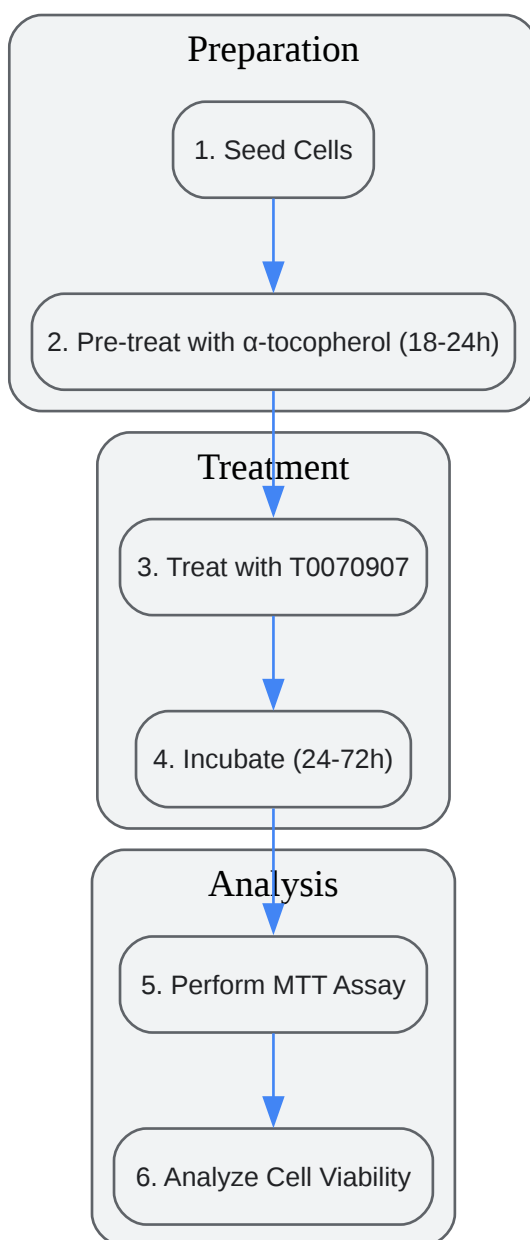 Preparation
1. Seed Cells
2. Pre-treat with α-tocopherol (18-24h)
Treatment
3. Treat with T0070907
4. Incubate (24-72h)
Analysis
5. Perform MTT Assay
6. Analyze Cell Viability